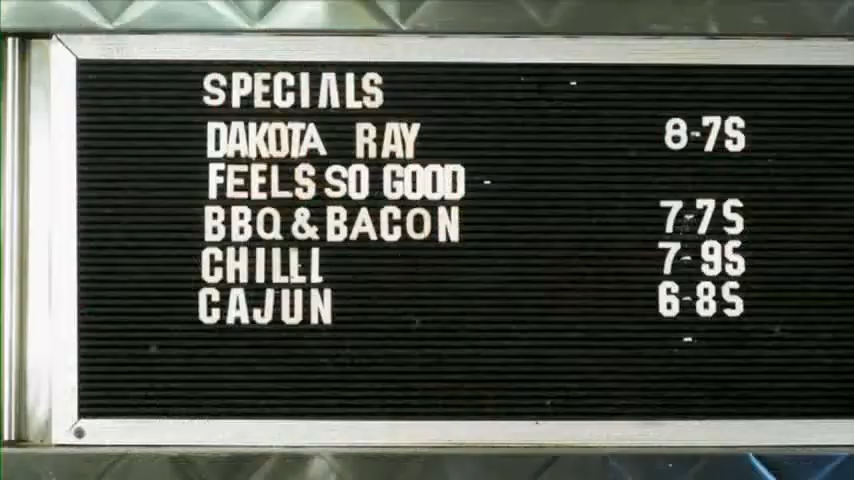 SPECIALS
DAKOTA RAY 8-7S
FEELS SO GOOD -
BBQ & BACON 7-7S
CHILLI 7-9S
CAJUN 6-8S